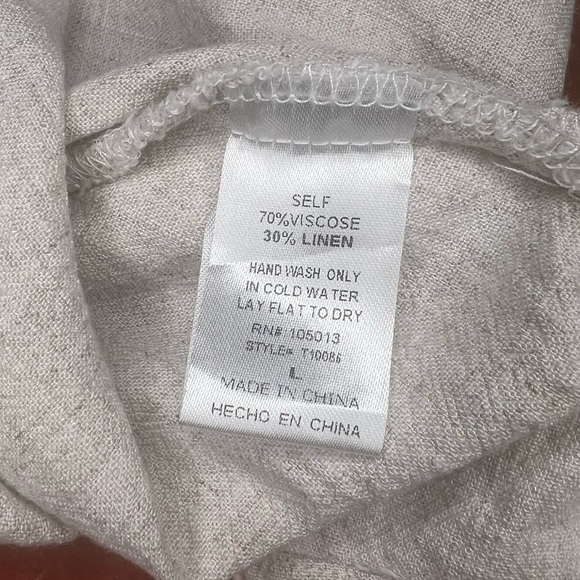 SELF
70%VISCOSE
30% LINEN
HAND WASH ONLY
IN COLD WATER
LAY FLAT TO DRY
RN#: 105013
STYLE#: T10086
L
MADE IN CHINA
HECHO EN CHINA